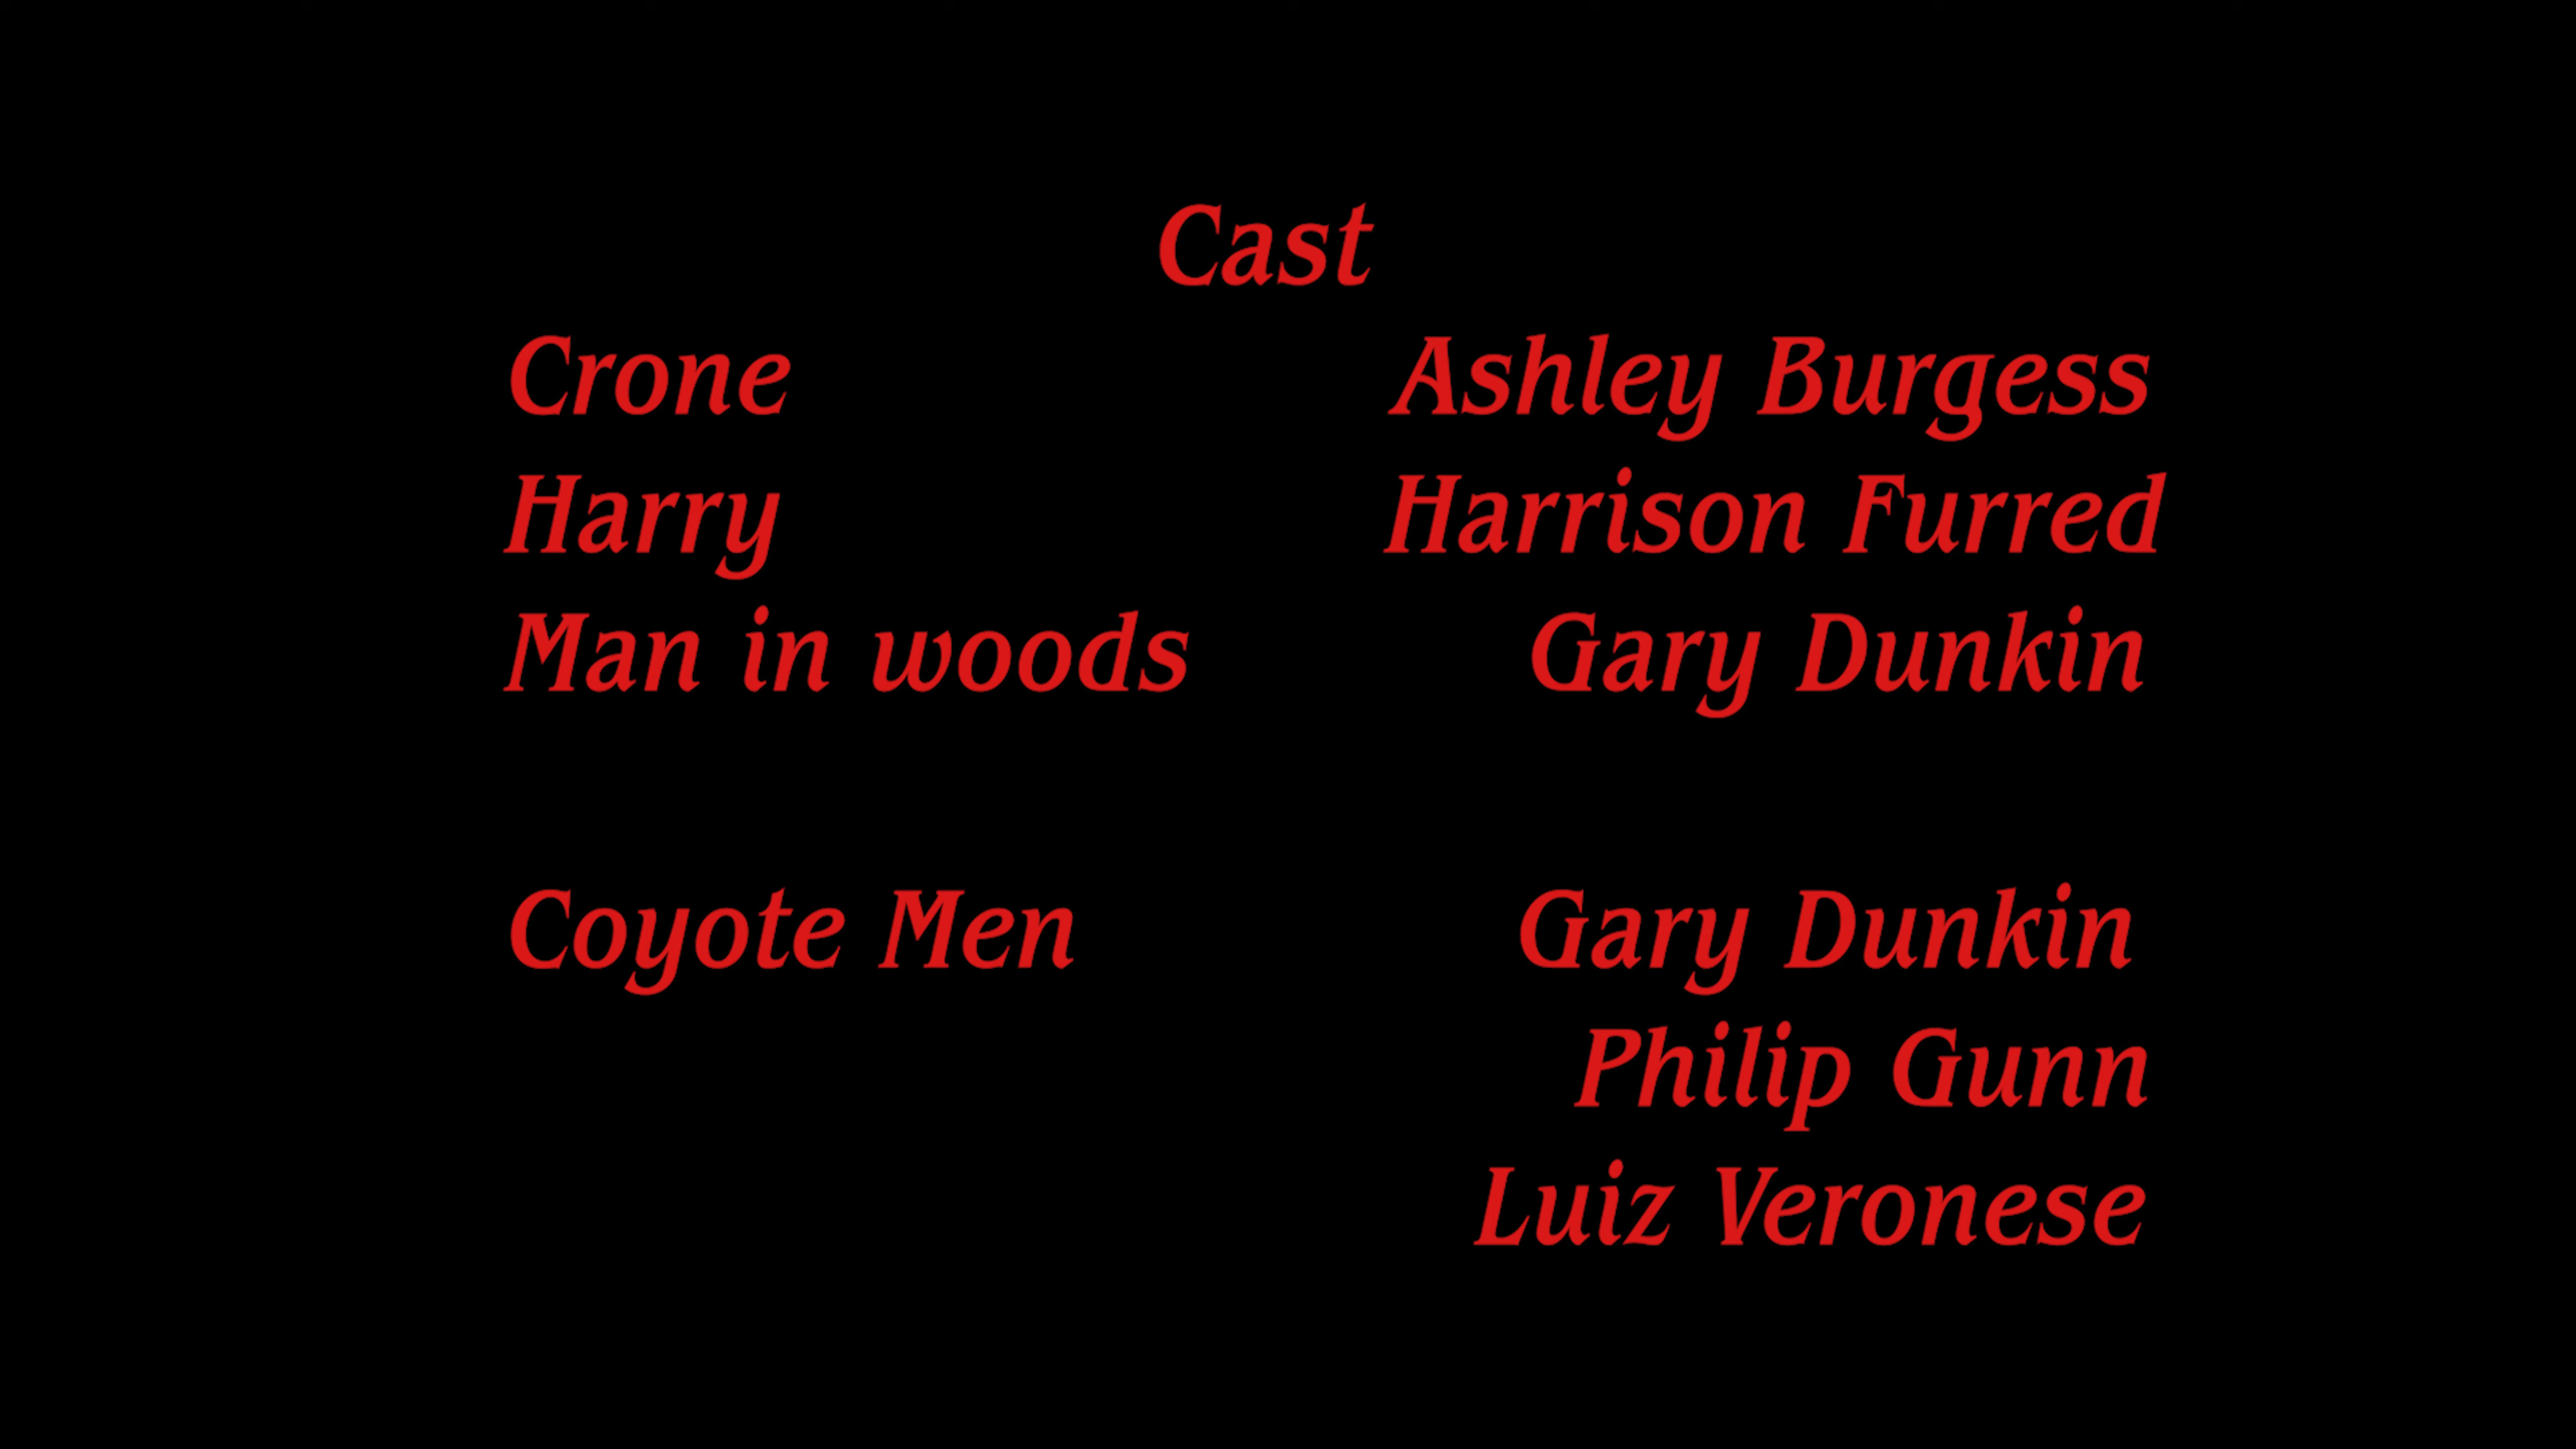 Cast
Crone Ashley Burgess
Harry Harrison Furred
Man in woods Gary Dunkin
Coyote Men Gary Dunkin
Philip Gunn
Luiz Veronese